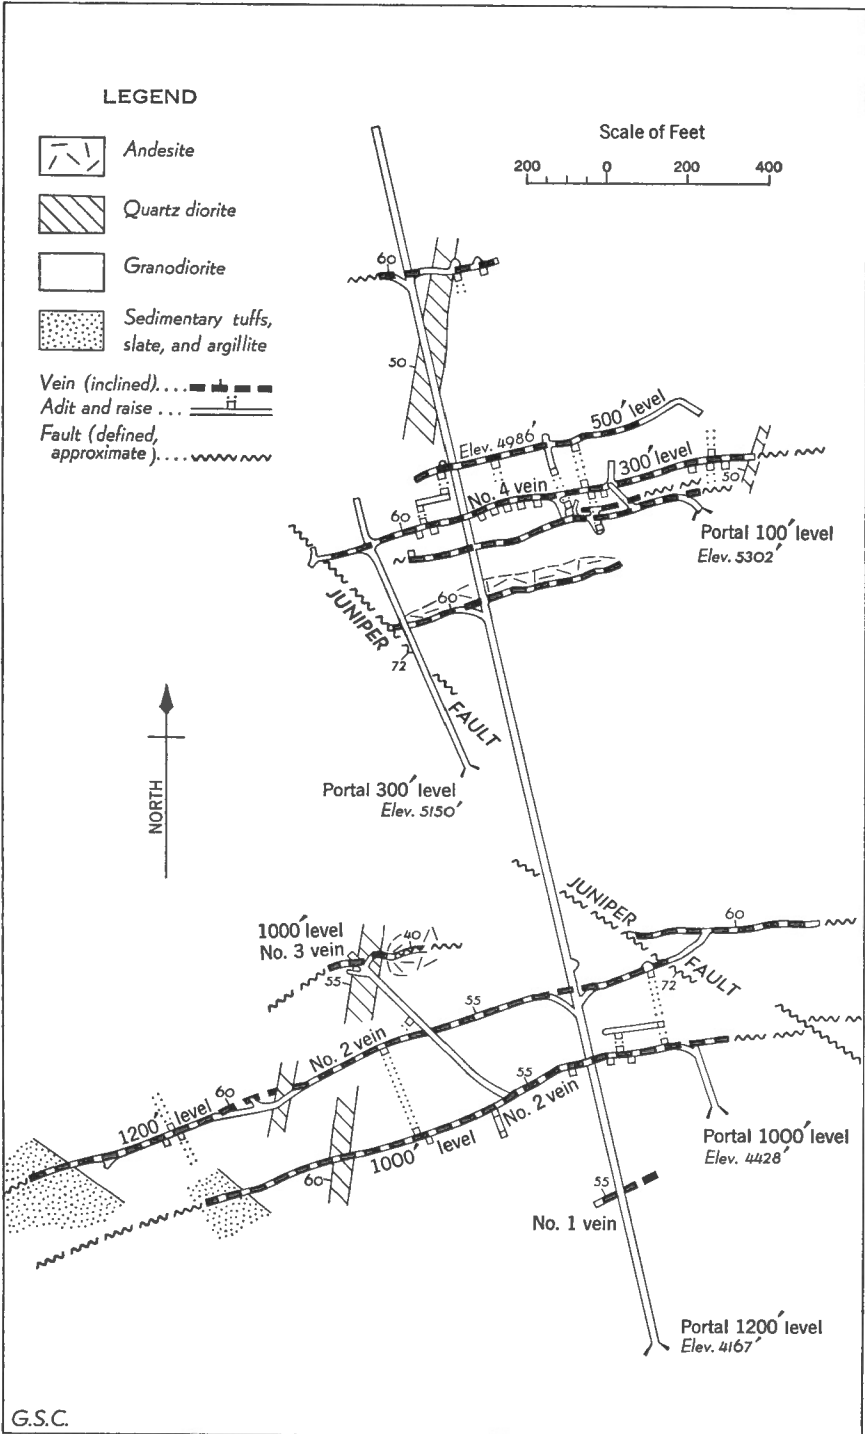 LEGEND
Andesite
Quartz diorite
Granodiorite
Sedimentary tuffs,
slate, and argillite
Vein (inclined)....
Adit and raise ...
Fault (defined,
approximate)....
Scale of Feet
200 0 200 400
60
50
Elev. 4986'
500' level
300' level
No. 4 vein
50
60
Portal 100' level
Elev. 5302'
60
JUNIPER
72
FAULT
Portal 300' level
Elev. 5150'
NORTH
JUNIPER
60
FAULT
72
1000' level
No. 3 vein
40
55
55
No. 2 vein
60
1200' level
55
No. 2 vein
1000' level
60
Portal 1000' level
Elev. 4428'
55
No. 1 vein
Portal 1200' level
Elev. 4167'
G.S.C.